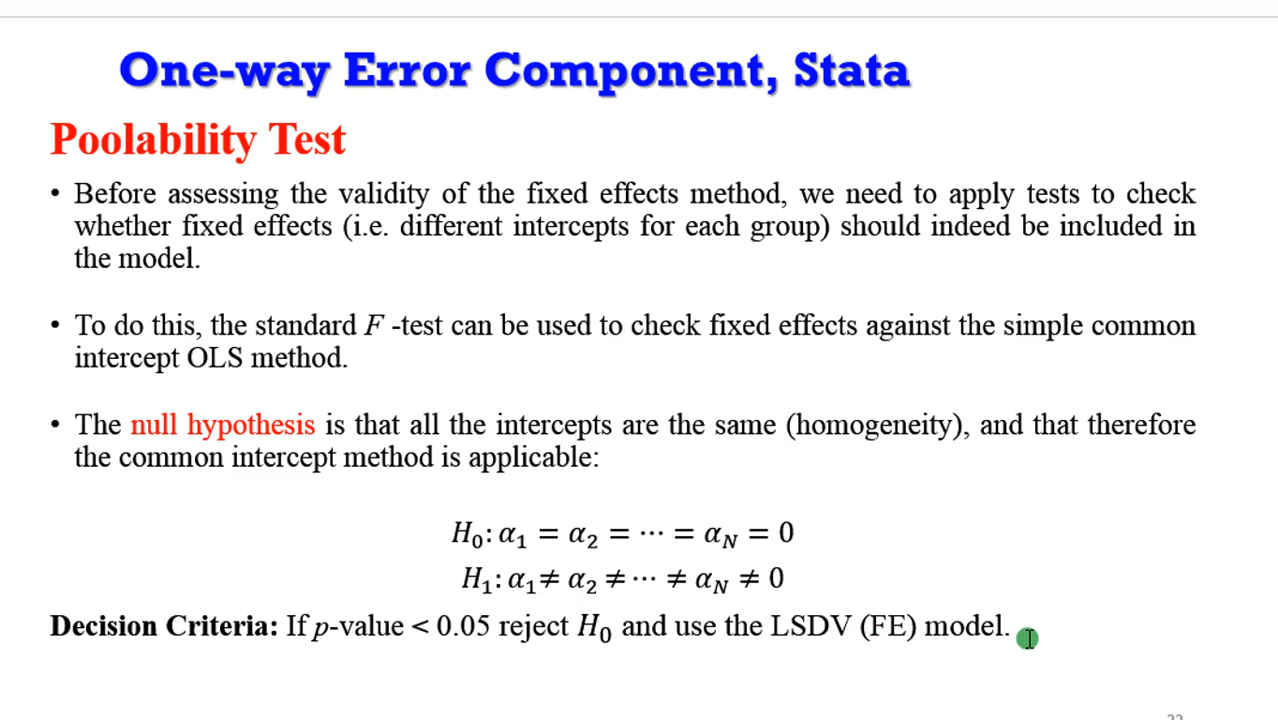 One-way Error Component, Stata
Poolability Test
• Before assessing the validity of the fixed effects method, we need to apply tests to check
whether fixed effects (i.e. different intercepts for each group) should indeed be included in
the model.
• To do this, the standard F -test can be used to check fixed effects against the simple common
intercept OLS method.
• The null hypothesis is that all the intercepts are the same (homogeneity), and that therefore
the common intercept method is applicable:
H₀: α₁ = α₂ = ⋯ = α_N = 0
H₁: α₁≠ α₂ ≠ ⋯ ≠ α_N ≠ 0
Decision Criteria: If p-value < 0.05 reject H₀ and use the LSDV (FE) model.